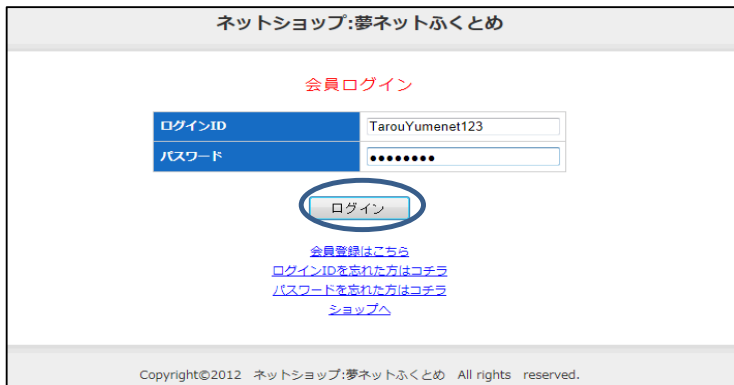 ネットショップ:夢ネットふくとめ
会員ログイン
ログインID TarouYumenet123
パスワード ●●●●●●●●
ログイン
会員登録はこちら
ログインIDを忘れた方はコチラ
パスワードを忘れた方はコチラ
ショップへ
Copyright©2012 ネットショップ:夢ネットふくとめ All rights reserved.